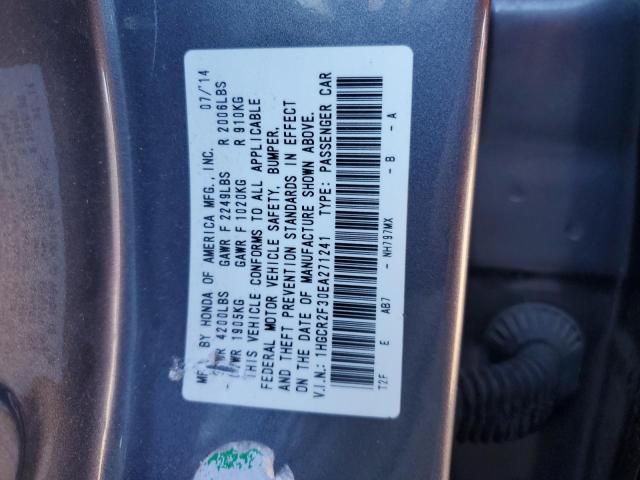 MFD BY HONDA OF AMERICA MFG., INC. 07/'14
GVWR 4200LBS GAWR F 2249LBS R 2006LBS
GVWR 1905KG GAWR F 1020KG R 910KG
THIS VEHICLE CONFORMS TO ALL APPLICABLE
FEDERAL MOTOR VEHICLE SAFETY, BUMPER,
AND THEFT PREVENTION STANDARDS IN EFFECT
ON THE DATE OF MANUFACTURE SHOWN ABOVE.
V.I.N.: 1HGCR2F30EA271241 TYPE: PASSENGER CAR
T2F E AB7 - NH797MX - B - A